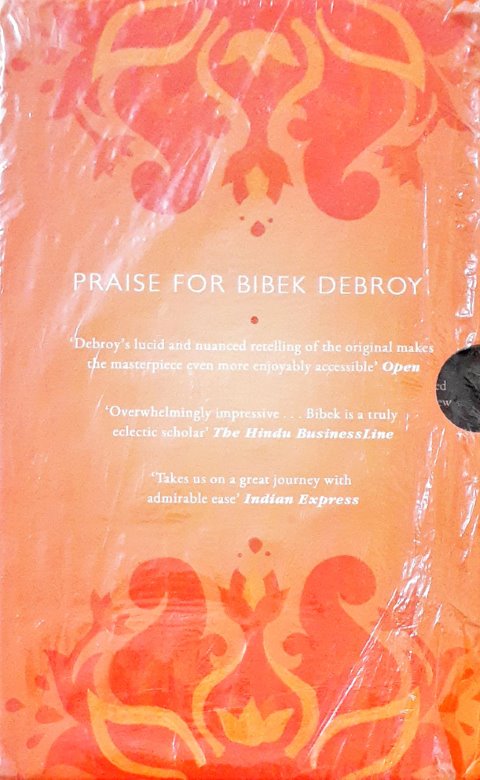 PRAISE FOR BIBEK DEBROY
‘Debroy’s lucid and nuanced retelling of the original makes
the masterpiece even more enjoyably accessible’ Open
‘Overwhelmingly impressive . . . Bibek is a truly
eclectic scholar’ The Hindu BusinessLine
‘Takes us on a great journey with
admirable ease’ Indian Express